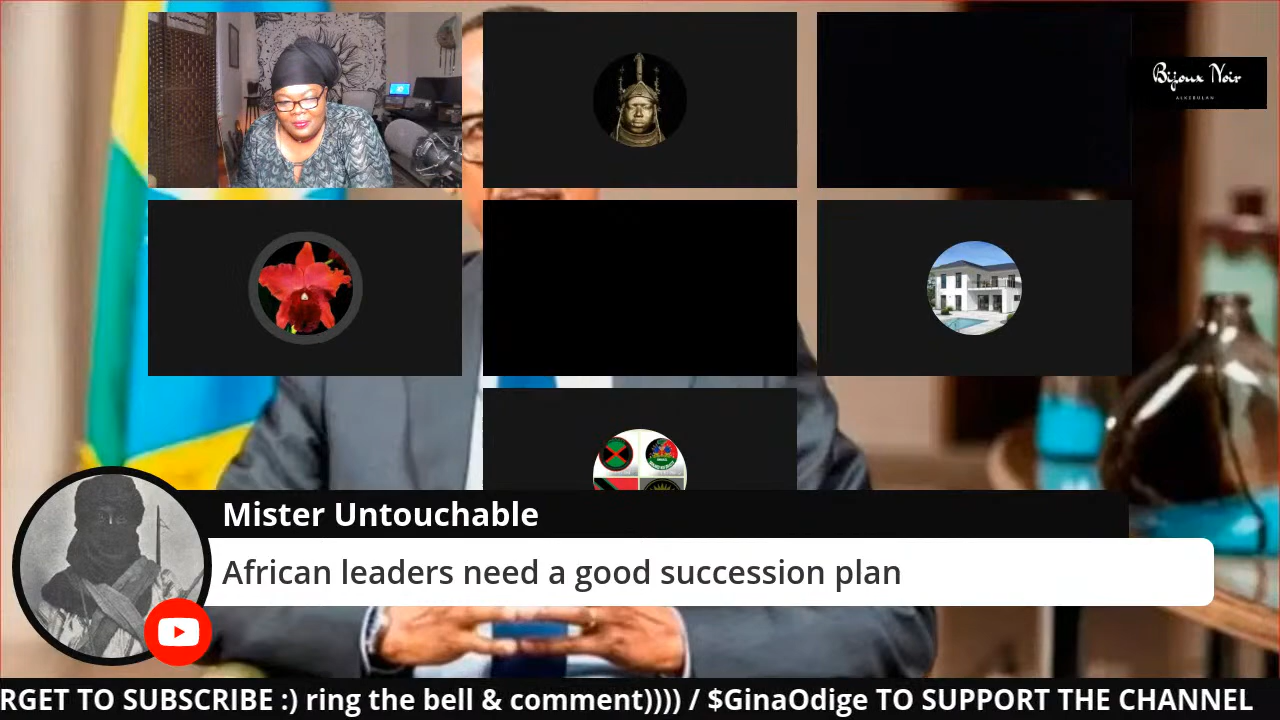 Bijoux Noir
ALKEBULAN
Mister Untouchable
African leaders need a good succession plan
RGET TO SUBSCRIBE :) ring the bell & comment)))) / $GinaOdige TO SUPPORT THE CHANNEL